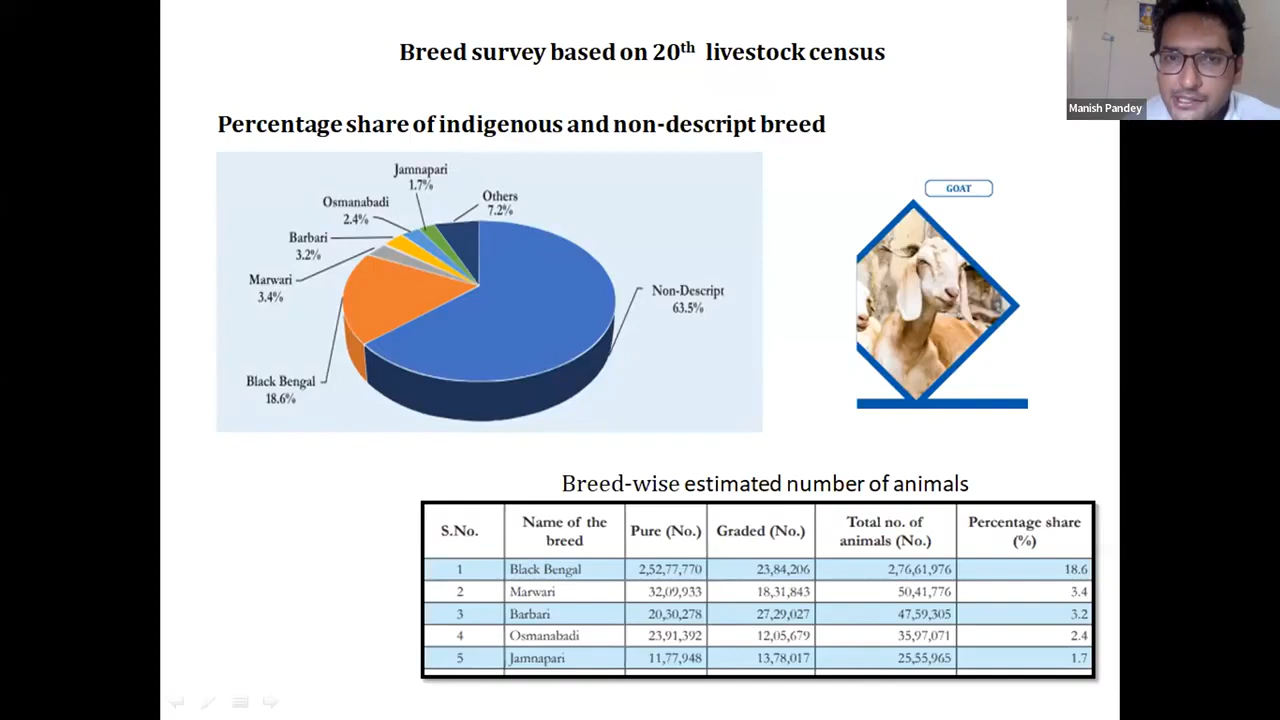 Breed survey based on 20th livestock census
Manish Pandey
Percentage share of indigenous and non-descript breed
Jamnapari
1.7%
Others
7.2%
Osmanabadi
2.4%
Barbari
3.2%
Marwari
3.4%
Black Bengal
18.6%
Non-Descript
63.5%
GOAT
Breed-wise estimated number of animals
S.No. Name of the breed Pure (No.) Graded (No.) Total no. of animals (No.) Percentage share (%)
1 Black Bengal 2,52,77,770 23,84,206 2,76,61,976 18.6
2 Marwari 32,09,933 18,31,843 50,41,776 3.4
3 Barbari 20,30,278 27,29,027 47,59,305 3.2
4 Osmanabadi 23,91,392 12,05,679 35,97,071 2.4
5 Jamnapari 11,77,948 13,78,017 25,55,965 1.7